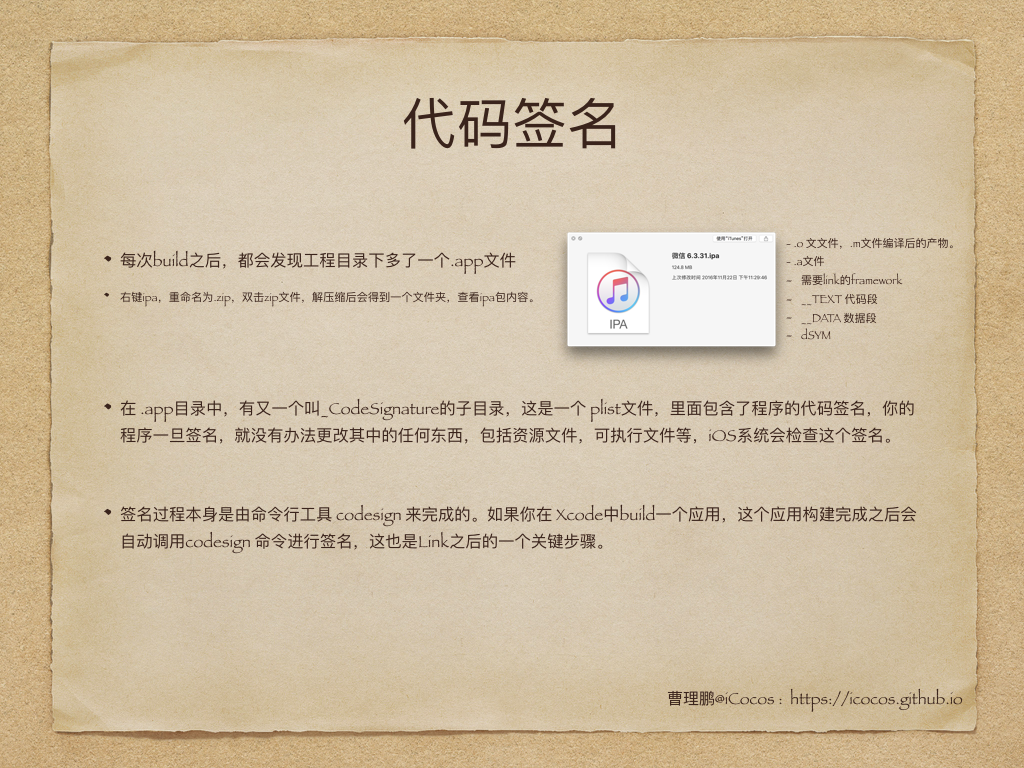 代码签名
每次build之后，都会发现工程目录下多了一个.app文件
右键ipa，重命名为.zip，双击zip文件，解压缩后会得到一个文件夹，查看ipa包内容。
使用“iTunes”打开
微信 6.3.31.ipa
124.8 MB
上次修改时间 2016年11月22日 下午11:29:46
IPA
- .o 文文件，.m文件编译后的产物。
- .a文件
- 需要link的framework
- __TEXT 代码段
- __DATA 数据段
- dSYM
在 .app目录中，有又一个叫_CodeSignature的子目录，这是一个 plist文件，里面包含了程序的代码签名，你的
程序一旦签名，就没有办法更改其中的任何东西，包括资源文件，可执行文件等，iOS系统会检查这个签名。
签名过程本身是由命令行工具 codesign 来完成的。如果你在 Xcode中build一个应用，这个应用构建完成之后会
自动调用codesign 命令进行签名，这也是Link之后的一个关键步骤。
曹理鹏@iCocos : https://icocos.github.io